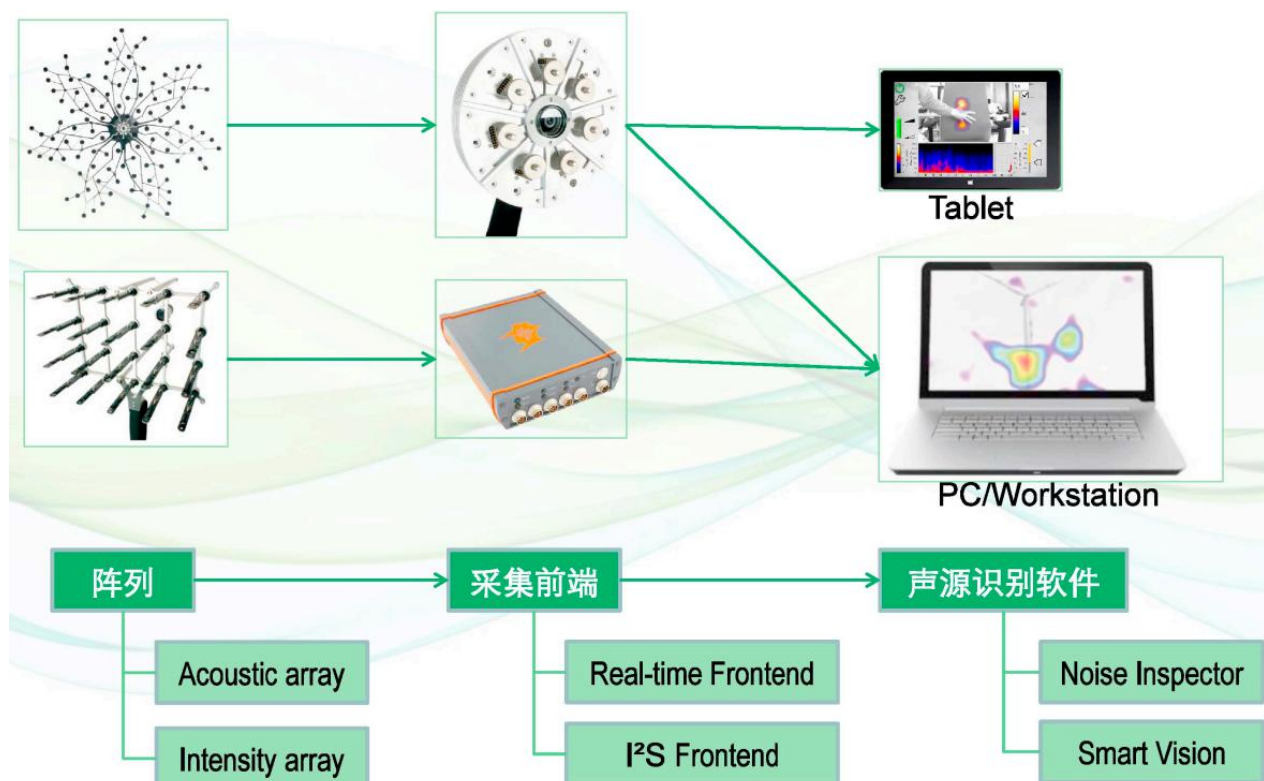 Tablet
PC/Workstation
阵列
采集前端
声源识别软件
Acoustic array
Real-time Frontend
Noise Inspector
Intensity array
I²S Frontend
Smart Vision